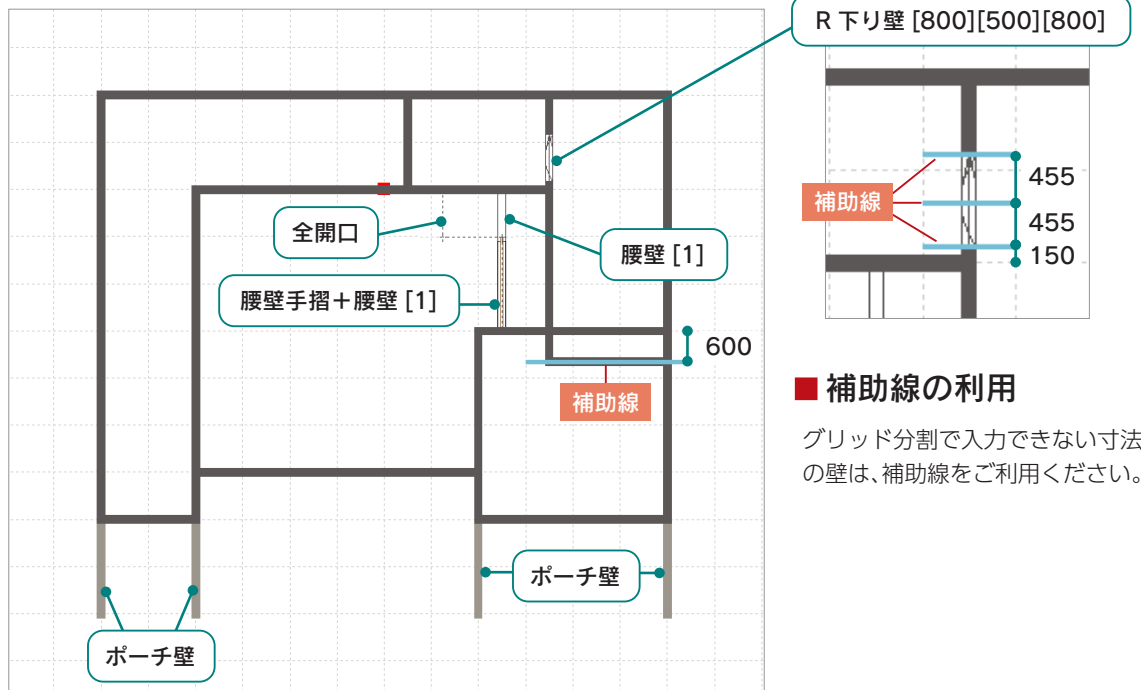 R 下り壁 [800][500][800]
全開口
腰壁 [1]
腰壁手摺＋腰壁 [1]
600
補助線
ポーチ壁
ポーチ壁
補助線
455
455
150
■ 補助線の利用
グリッド分割で入力できない寸法
の壁は、補助線をご利用ください。